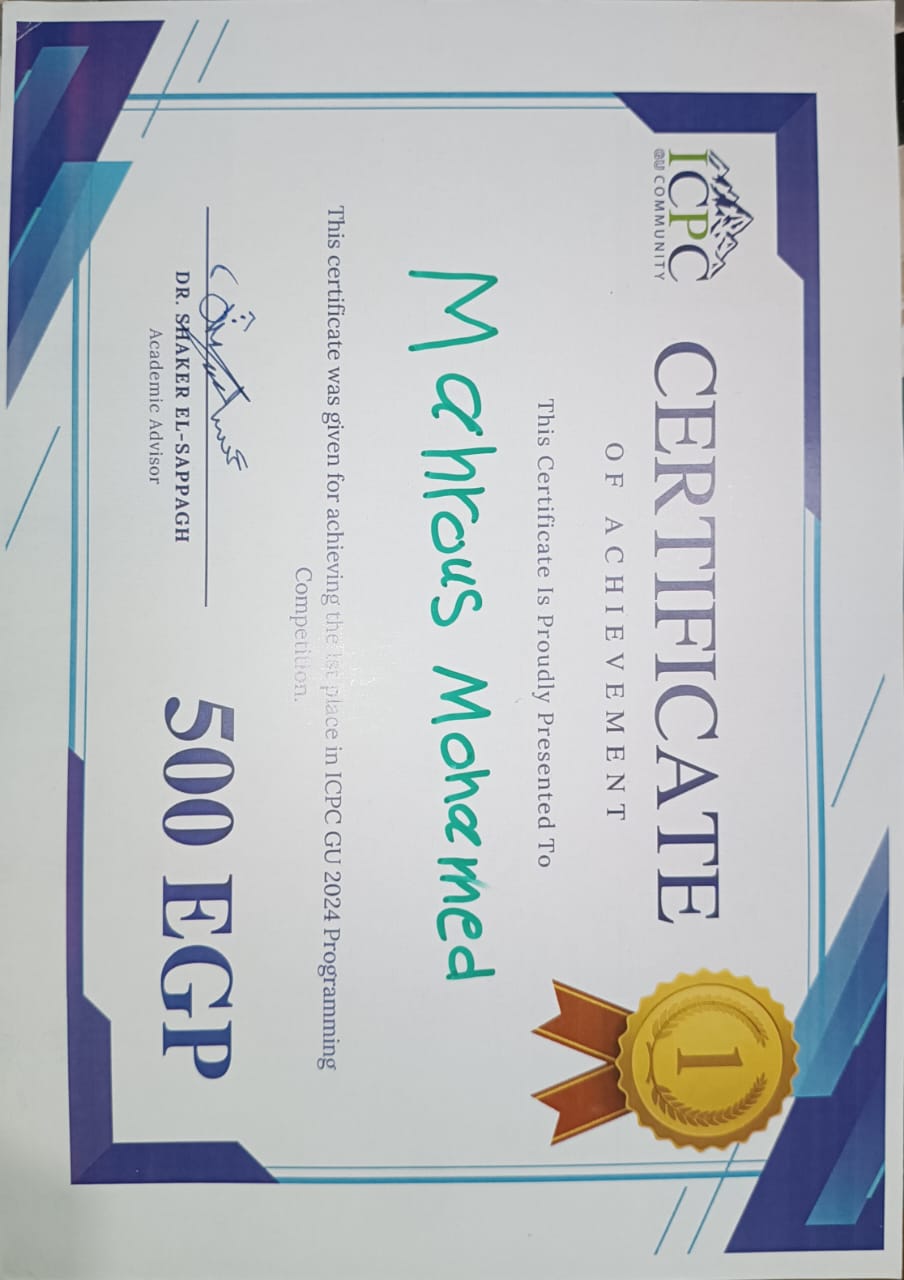 ICPC
GU COMMUNITY
CERTIFICATE
OF ACHIEVEMENT
1
This Certificate Is Proudly Presented To
Mahrous Mohamed
This certificate was given for achieving the 1st place in ICPC GU 2024 Programming
Competition.
DR. SHAKER EL-SAPPAGH
Academic Advisor
500 EGP